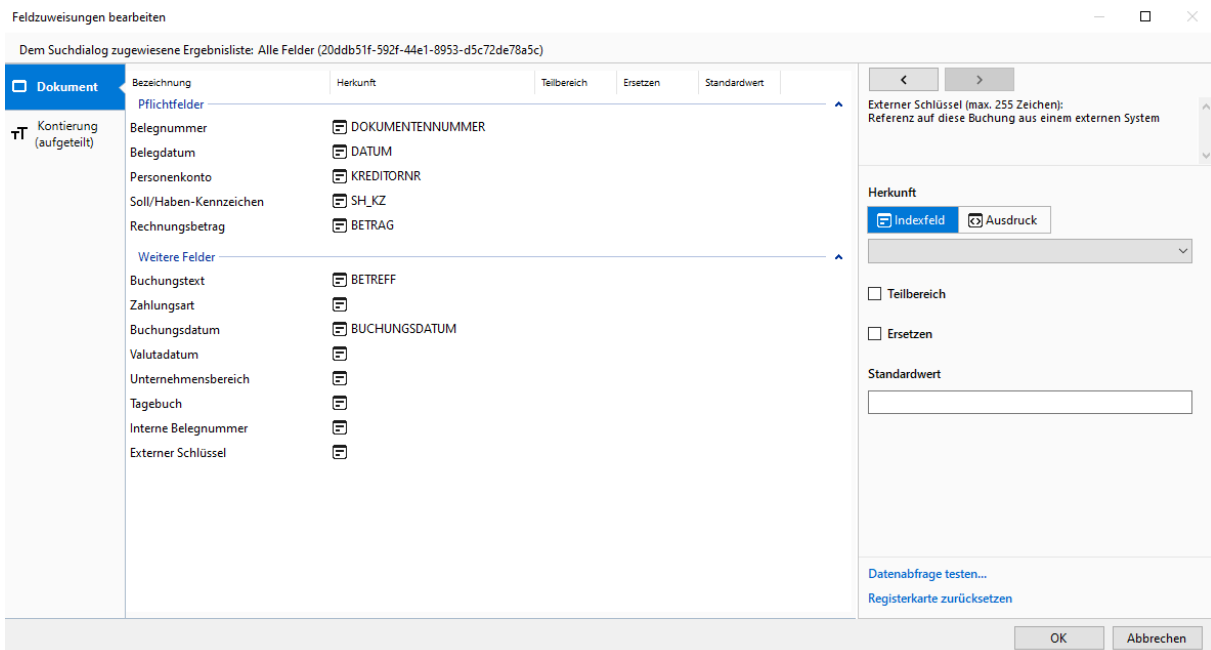 Feldzuweisungen bearbeiten
Dem Suchdialog zugewiesene Ergebnisliste: Alle Felder (20ddb51f-592f-44e1-8953-d5c72de78a5c)
Dokument
Kontierung
(aufgeteilt)
Bezeichnung Herkunft Teilbereich Ersetzen Standardwert
Pflichtfelder
Belegnummer DOKUMENTENNUMMER
Belegdatum DATUM
Personenkonto KREDITORNR
Soll/Haben-Kennzeichen SH_KZ
Rechnungsbetrag BETRAG
Weitere Felder
Buchungstext BETREFF
Zahlungsart
Buchungsdatum BUCHUNGSDATUM
Valutadatum
Unternehmensbereich
Tagebuch
Interne Belegnummer
Externer Schlüssel
Externer Schlüssel (max. 255 Zeichen):
Referenz auf diese Buchung aus einem externen System
Herkunft
Indexfeld Ausdruck
Teilbereich
Ersetzen
Standardwert
Datenabfrage testen...
Registerkarte zurücksetzen
OK Abbrechen